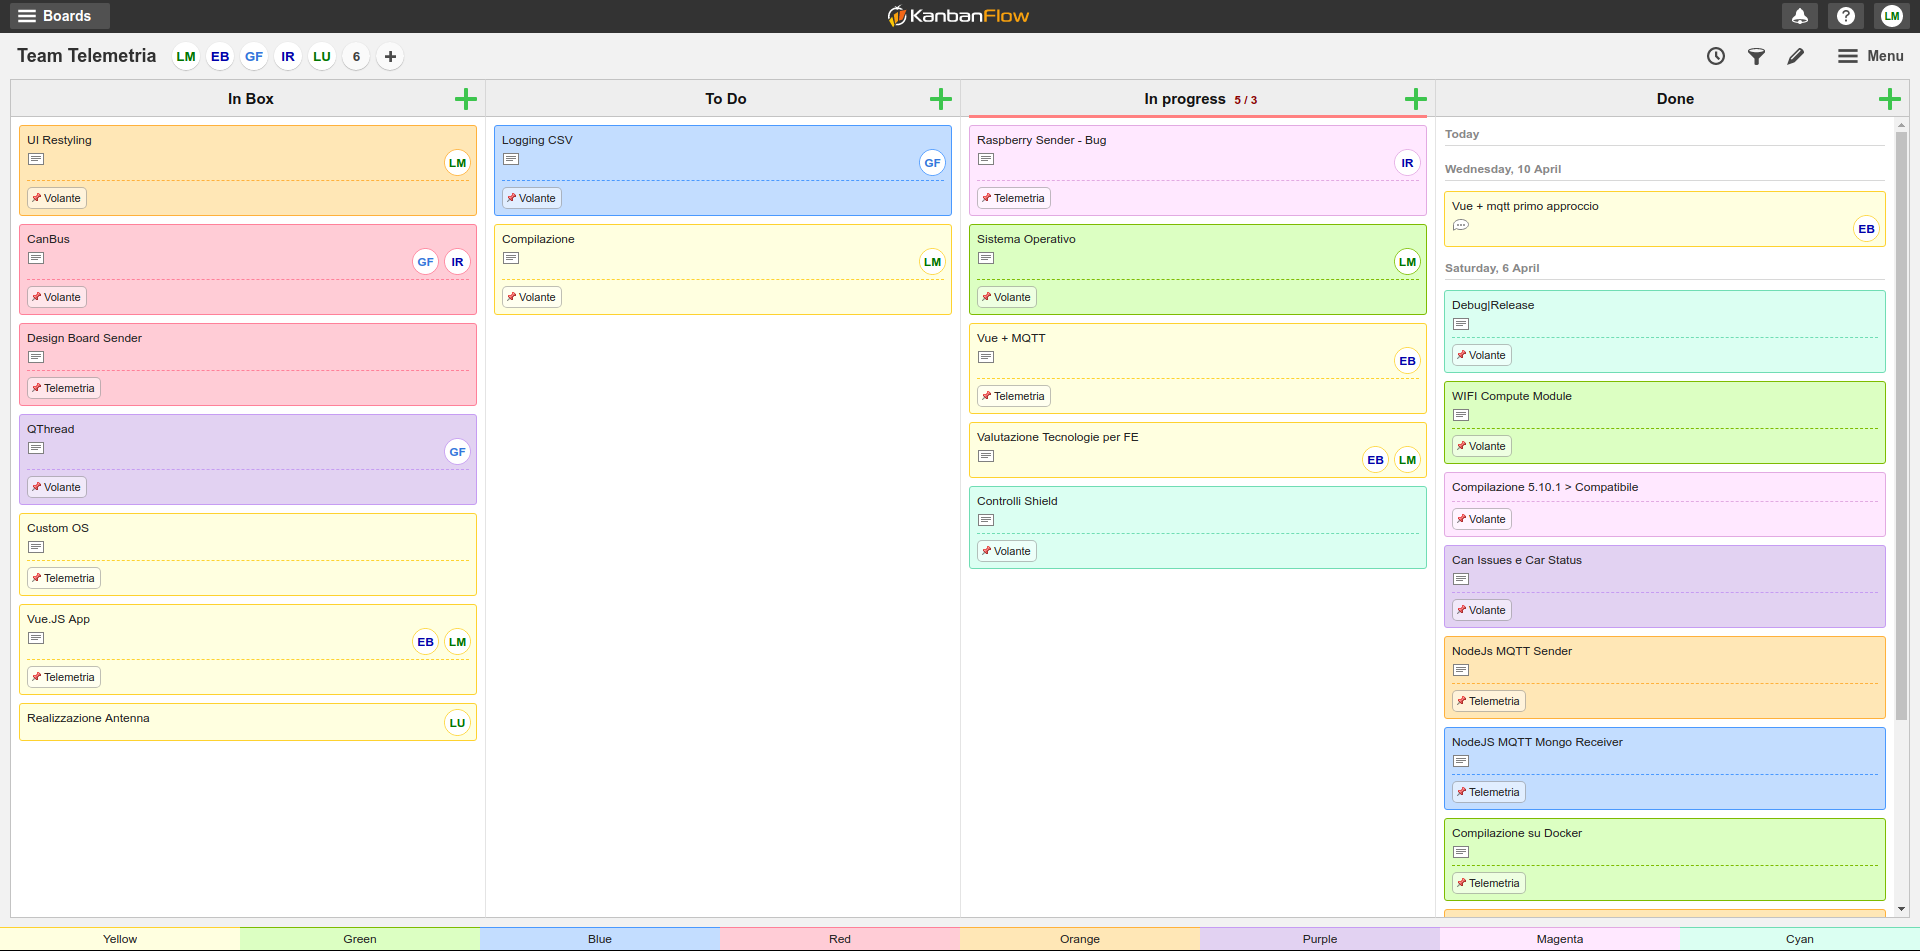 Boards
KanbanFlow
?
LM
Team Telemetria
LM EB GF IR LU 6
Menu
In Box
UI Restyling
LM
Volante
CanBus
GF IR
Volante
Design Board Sender
Telemetria
QThread
GF
Volante
Custom OS
Telemetria
Vue.JS App
EB LM
Telemetria
Realizzazione Antenna
LU
To Do
Logging CSV
GF
Volante
Compilazione
LM
Volante
In progress 5 / 3
Raspberry Sender - Bug
IR
Telemetria
Sistema Operativo
LM
Volante
Vue + MQTT
EB
Telemetria
Valutazione Tecnologie per FE
EB LM
Controlli Shield
Volante
Done
Today
Wednesday, 10 April
Vue + mqtt primo approccio
EB
Saturday, 6 April
Debug|Release
Volante
WIFI Compute Module
Volante
Compilazione 5.10.1 > Compatibile
Volante
Can Issues e Car Status
Volante
NodeJs MQTT Sender
Telemetria
NodeJS MQTT Mongo Receiver
Telemetria
Compilazione su Docker
Telemetria
Yellow Green Blue Red Orange Purple Magenta Cyan